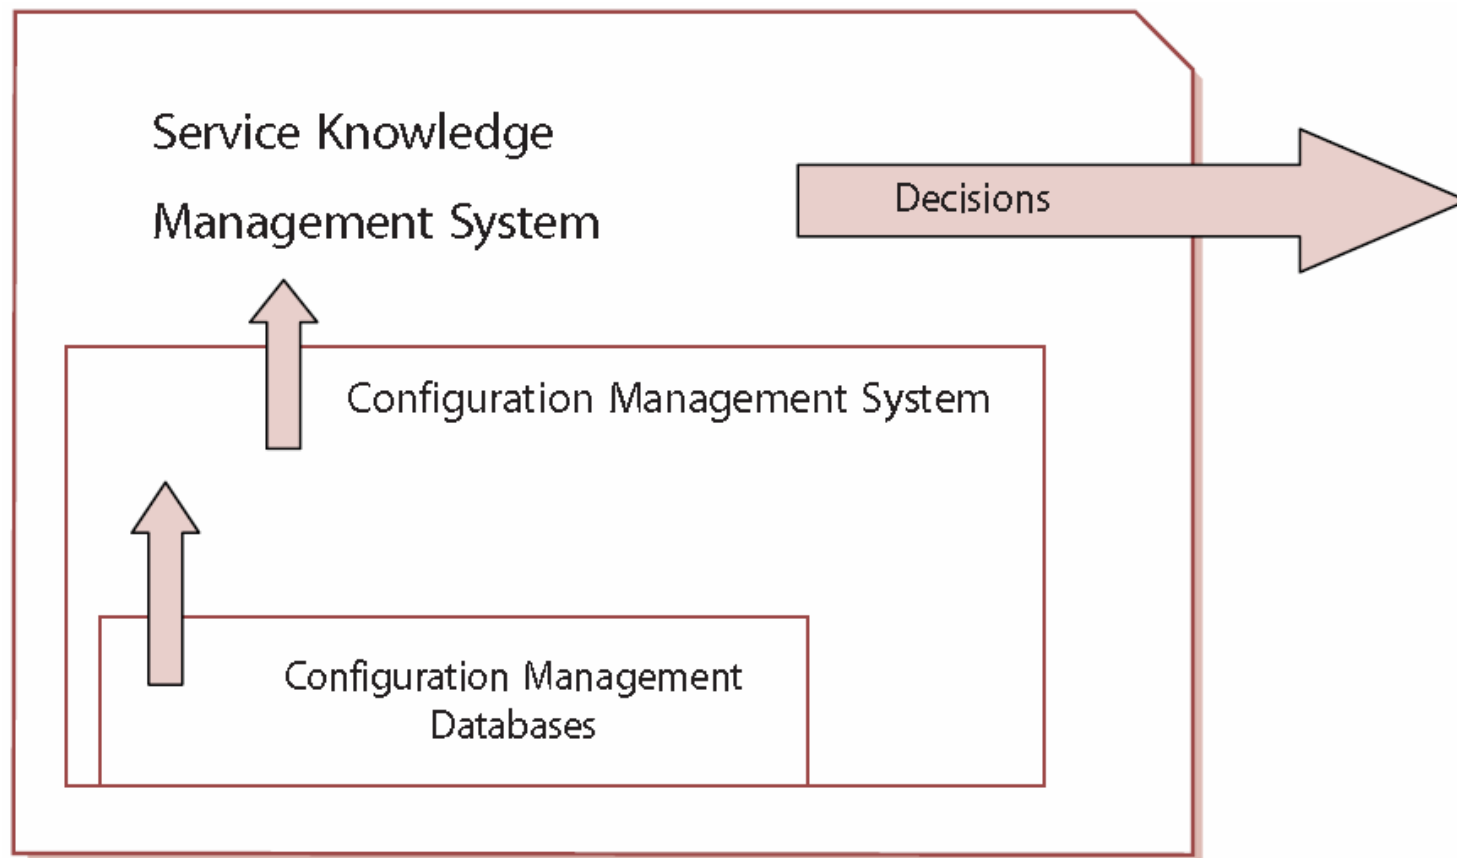 Service Knowledge
Management System
Decisions
Configuration Management System
Configuration Management
Databases